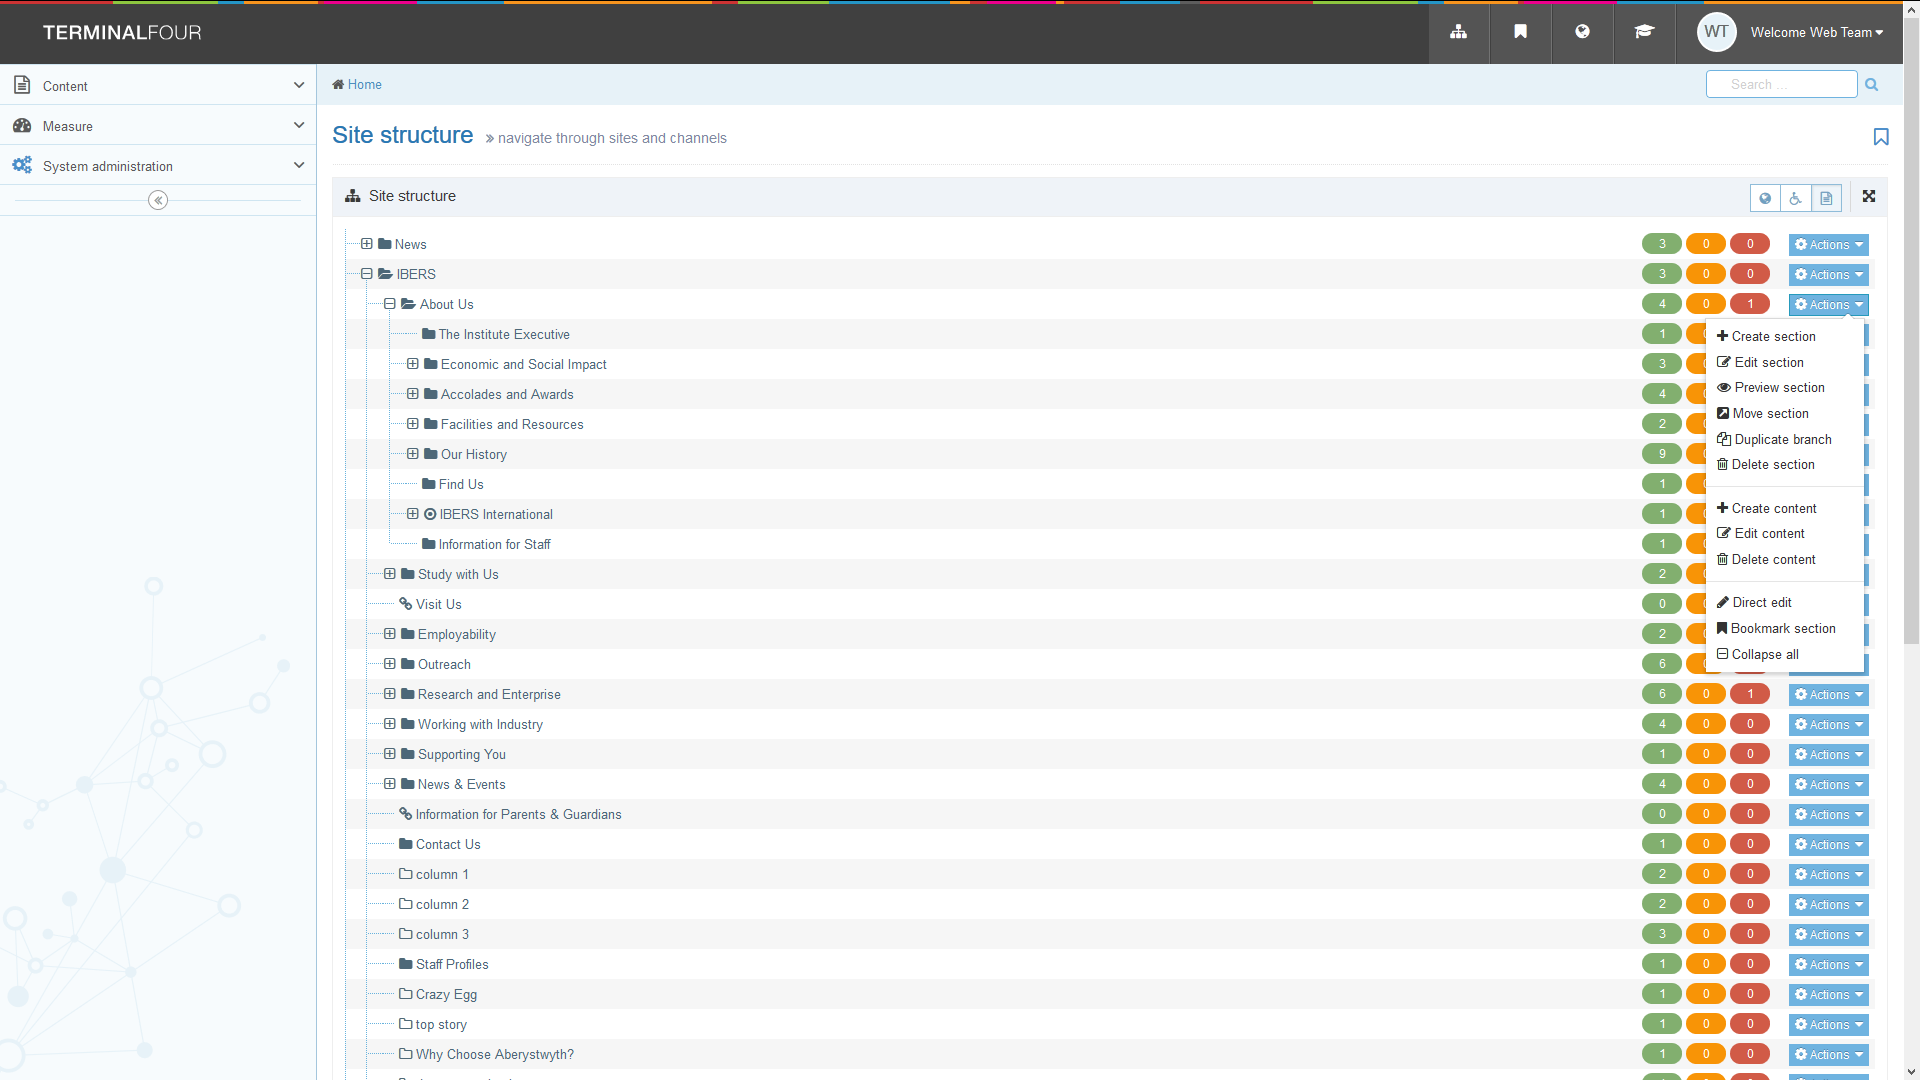 TERMINALFOUR
WT Welcome Web Team
Content
Measure
System administration
Home
Search ...
Site structure » navigate through sites and channels
Site structure
News 3 0 0 Actions
IBERS 3 0 0 Actions
About Us 4 0 1 Actions
The Institute Executive 1
Economic and Social Impact 3
Accolades and Awards 4
Facilities and Resources 2
Our History 9
Find Us 1
IBERS International 1
Information for Staff 1
Study with Us 2
Visit Us 0
Employability 2
Outreach 6
Create section
Edit section
Preview section
Move section
Duplicate branch
Delete section
Create content
Edit content
Delete content
Direct edit
Bookmark section
Collapse all
Research and Enterprise 6 0 1 Actions
Working with Industry 4 0 0 Actions
Supporting You 1 0 0 Actions
News & Events 4 0 0 Actions
Information for Parents & Guardians 0 0 0 Actions
Contact Us 1 0 0 Actions
column 1 2 0 0 Actions
column 2 2 0 0 Actions
column 3 3 0 0 Actions
Staff Profiles 1 0 0 Actions
Crazy Egg 1 0 0 Actions
top story 1 0 0 Actions
Why Choose Aberystwyth? 1 0 0 Actions